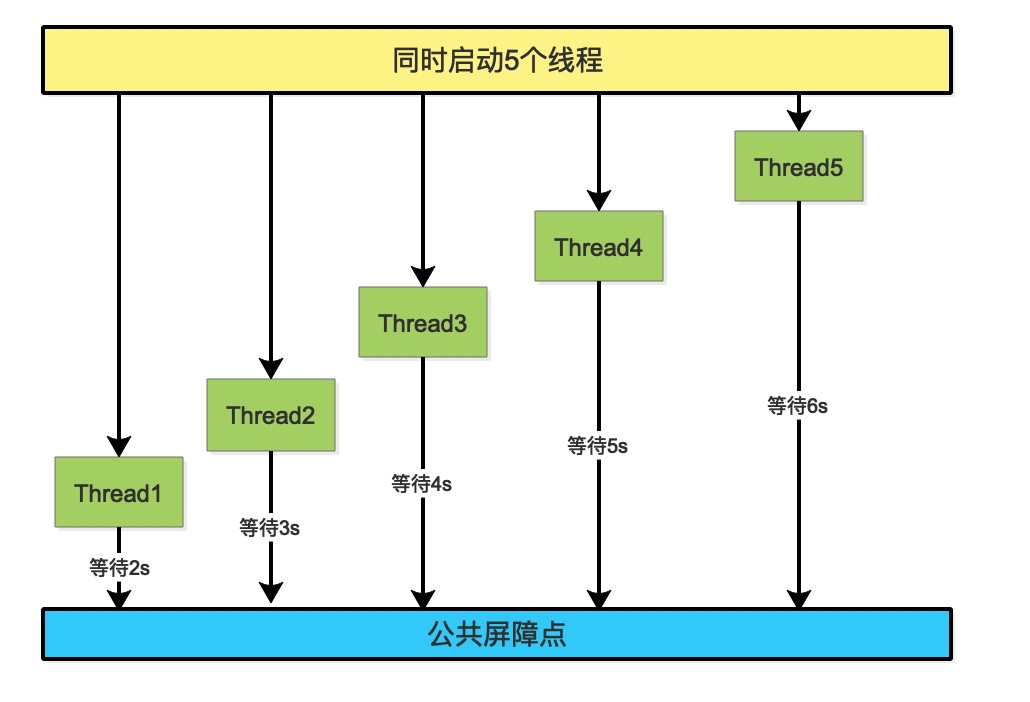 同时启动5个线程
Thread5
Thread4
Thread3
Thread2
Thread1
等待6s
等待5s
等待4s
等待3s
等待2s
公共屏障点